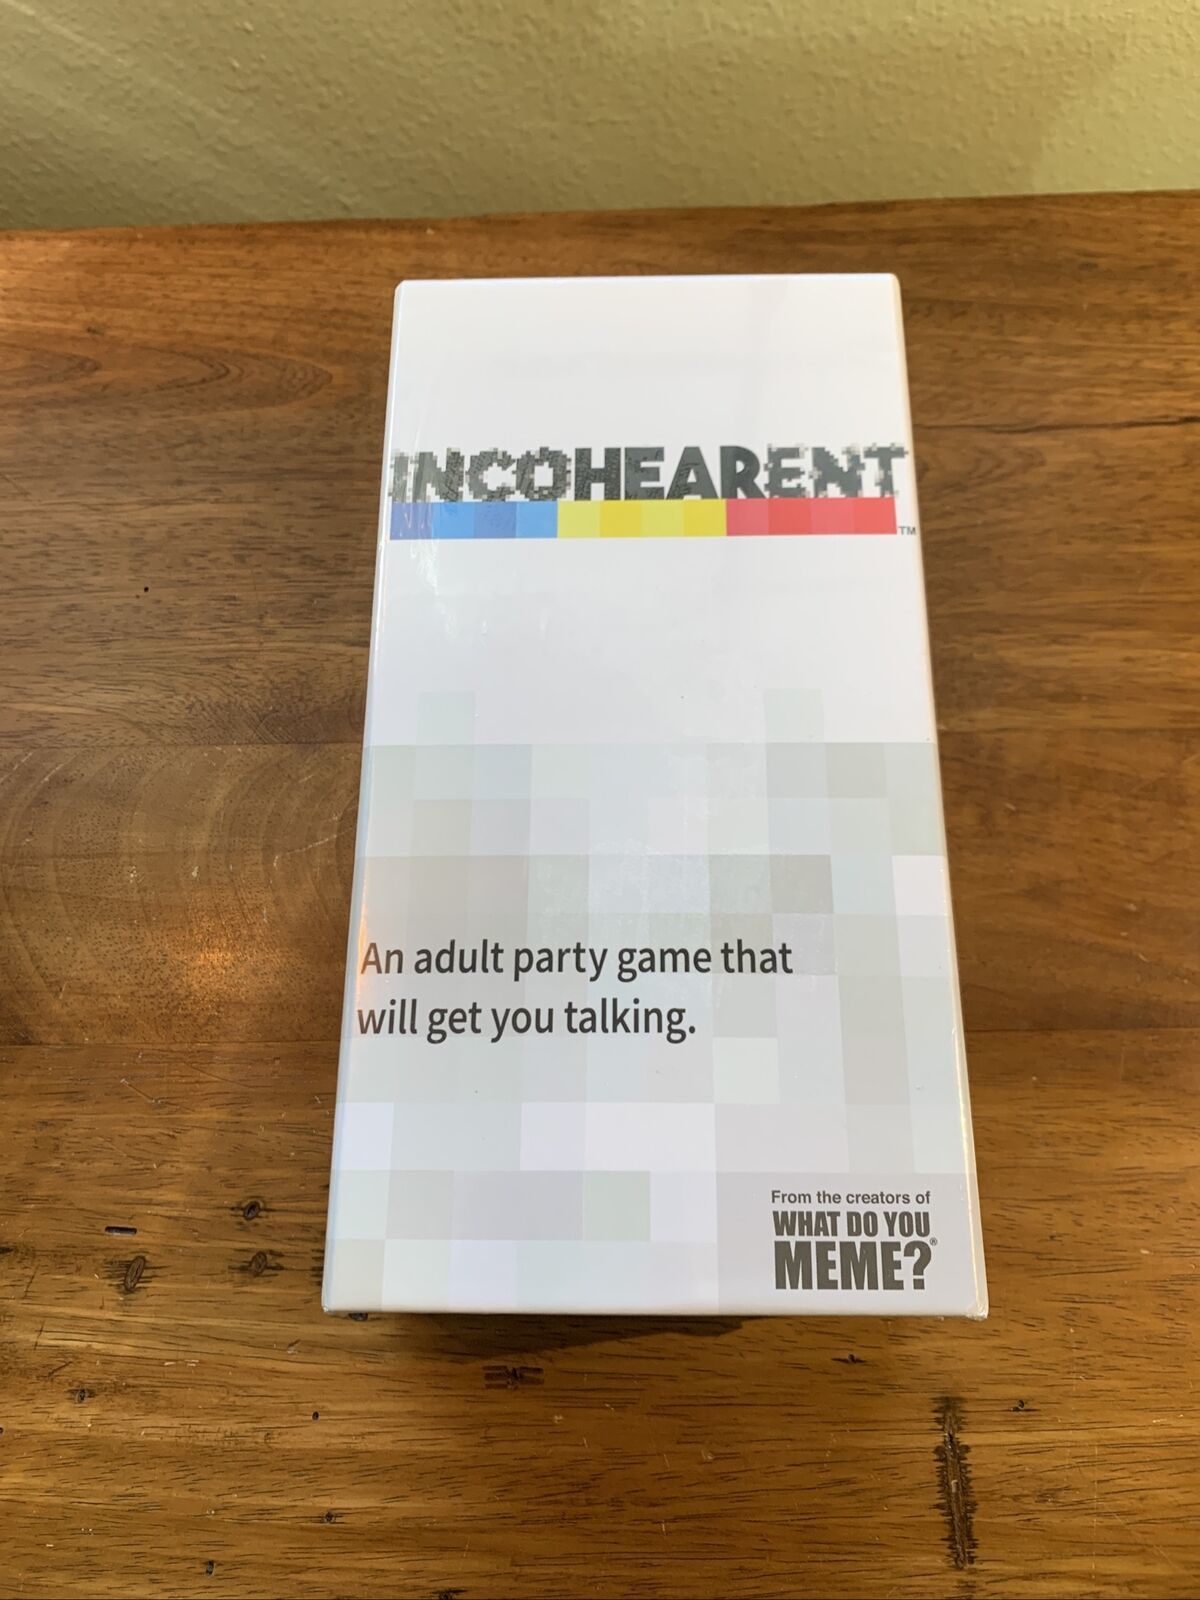 INCOHEARENT
TM
An adult party game that
will get you talking.
From the creators of
WHAT DO YOU
MEME?®